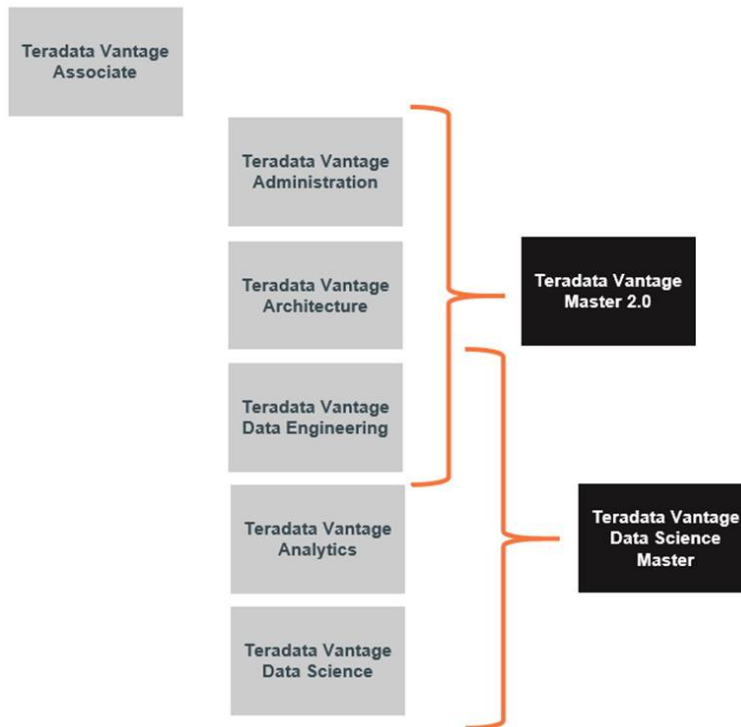 Teradata Vantage
Associate
Teradata Vantage
Administration
Teradata Vantage
Architecture
Teradata Vantage
Master 2.0
Teradata Vantage
Data Engineering
Teradata Vantage
Analytics
Teradata Vantage
Data Science
Master
Teradata Vantage
Data Science